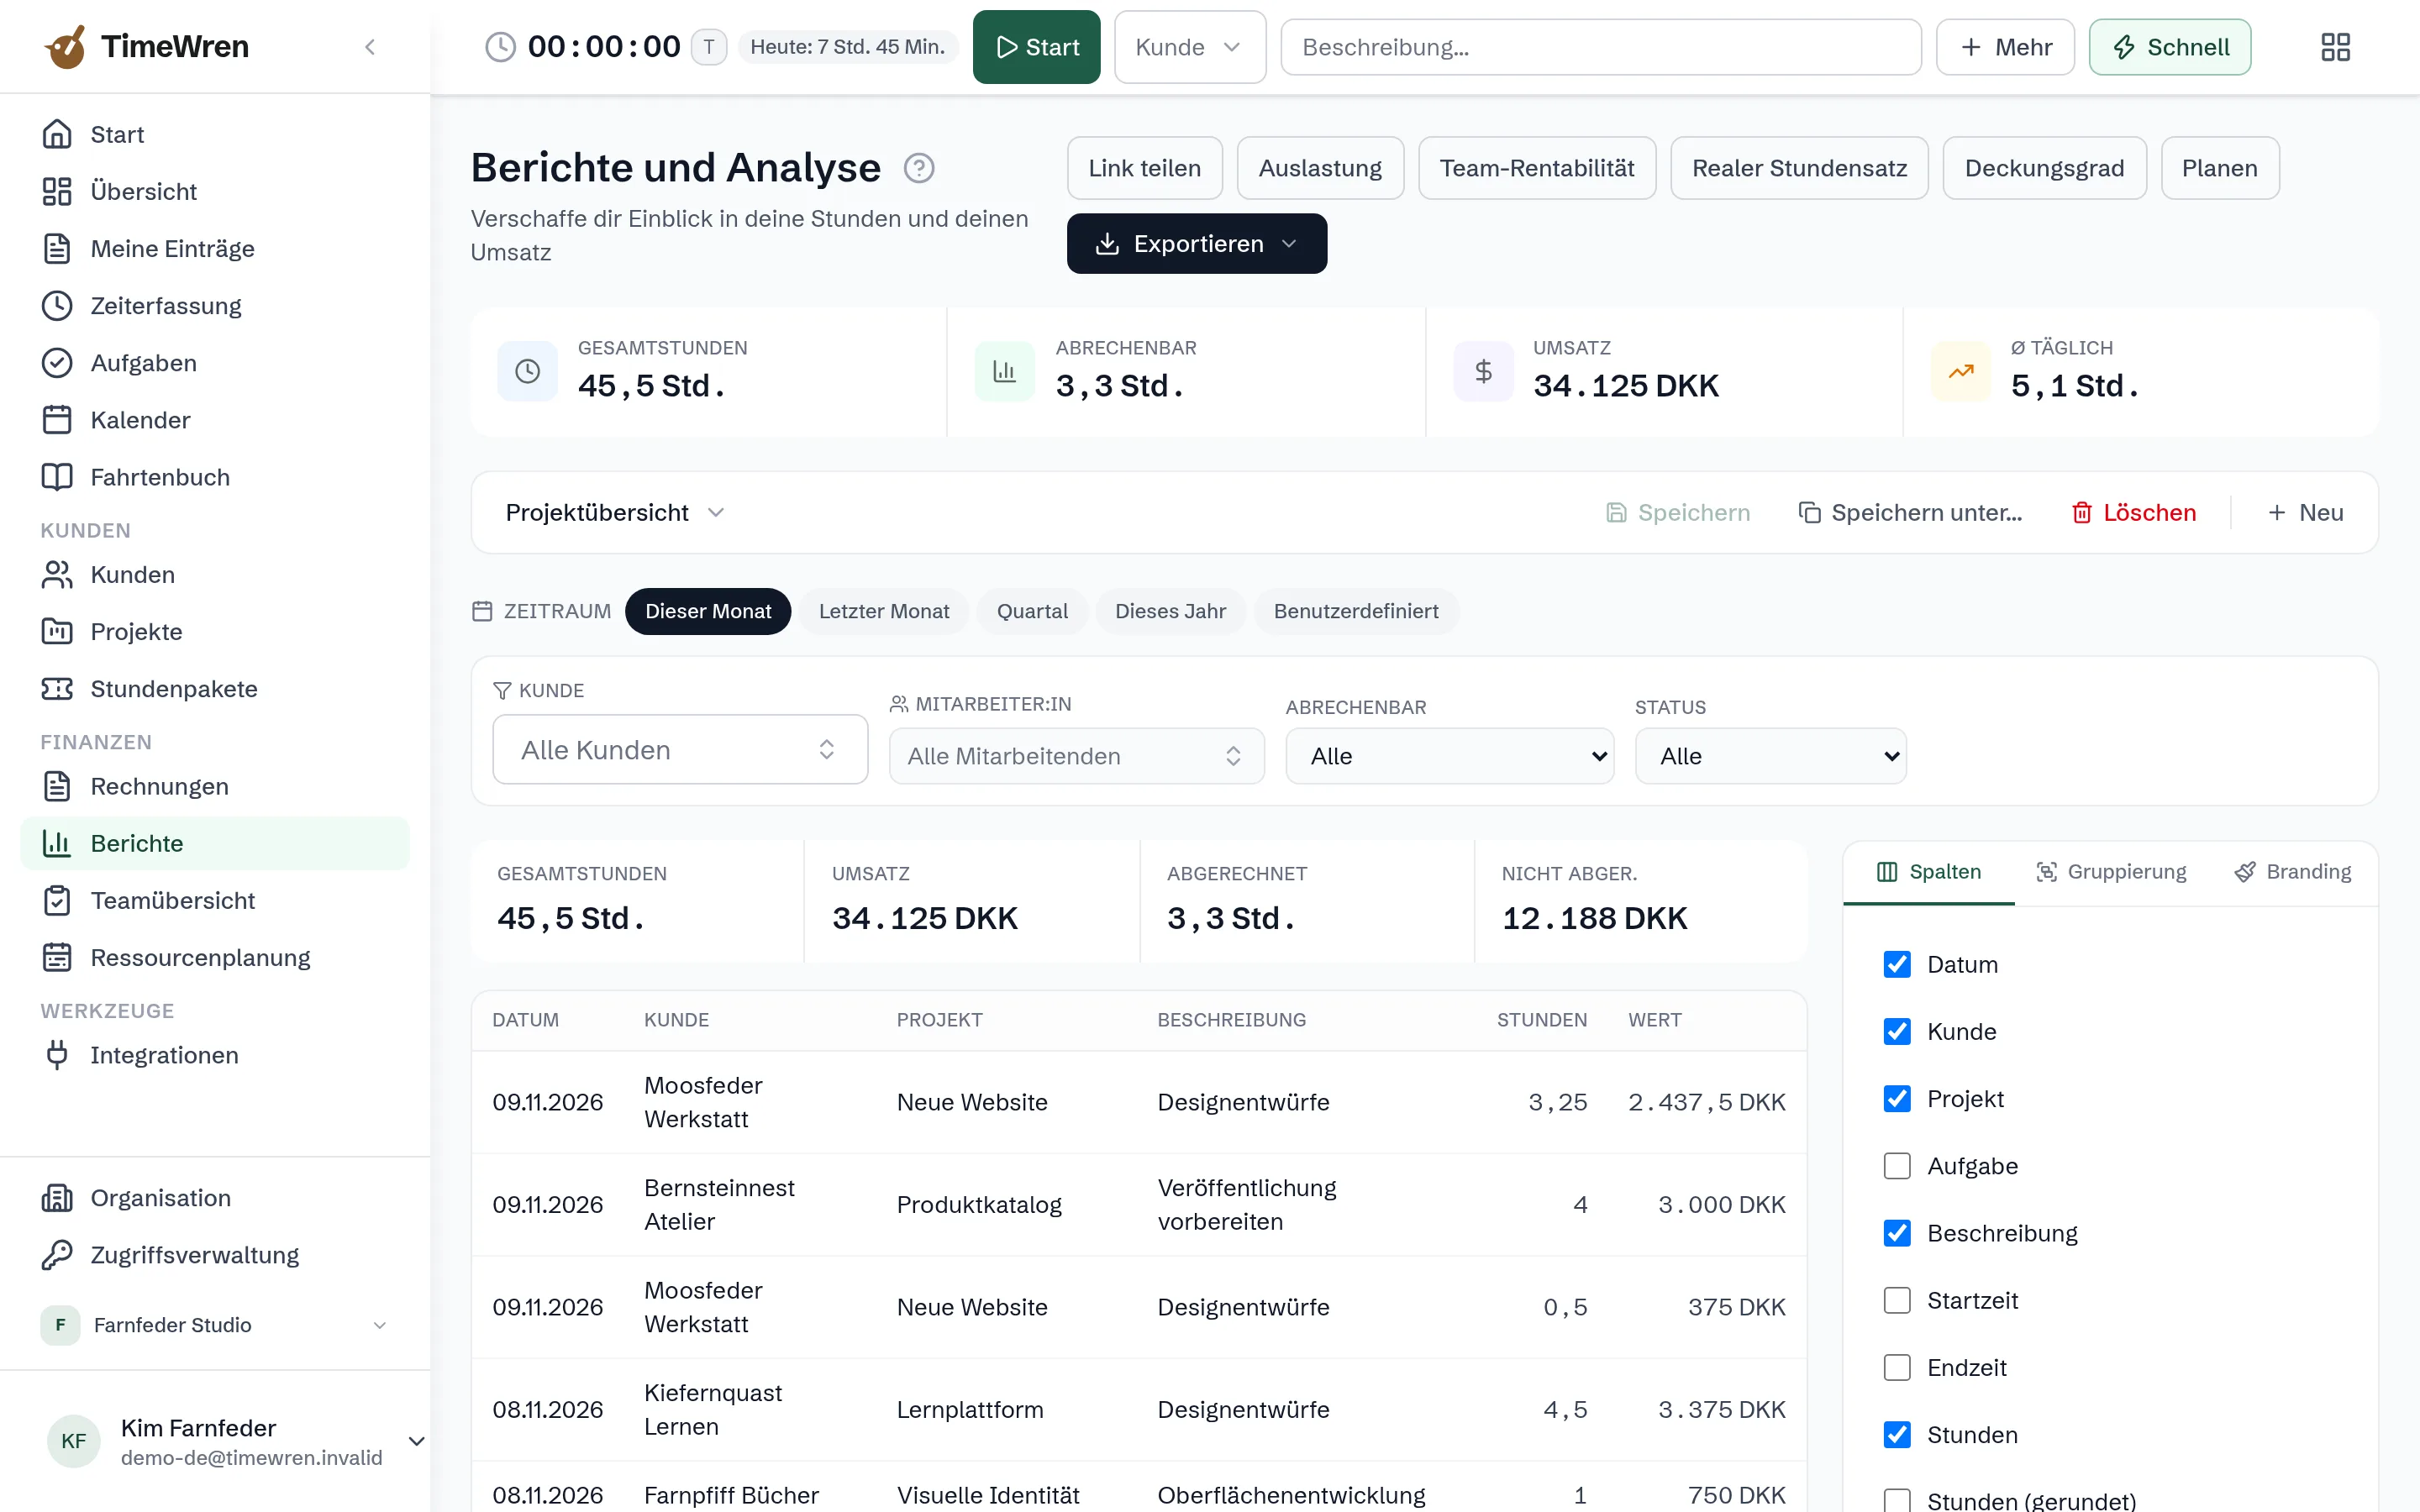 TimeWren
Start
Übersicht
Meine Einträge
Zeiterfassung
Aufgaben
Kalender
Fahrtenbuch
KUNDEN
Kunden
Projekte
Stundenpakete
FINANZEN
Rechnungen
Berichte
Teamübersicht
Ressourcenplanung
WERKZEUGE
Integrationen
Organisation
Zugriffsverwaltung
F Farnfeder Studio
KF
Kim Farnfeder
demo-de@timewren.invalid
00:00:00 T Heute: 7 Std. 45 Min. Start Kunde Beschreibung... Mehr Schnell
Berichte und Analyse
Verschaffe dir Einblick in deine Stunden und deinen
Umsatz
Link teilen Auslastung Team-Rentabilität Realer Stundensatz Deckungsgrad Planen
Exportieren
GESAMTSTUNDEN ABRECHENBAR UMSATZ Ø TÄGLICH
45,5 Std. 3,3 Std. 34.125 DKK 5,1 Std.
Projektübersicht Speichern Speichern unter... Löschen Neu
ZEITRAUM Dieser Monat Letzter Monat Quartal Dieses Jahr Benutzerdefiniert
KUNDE MITARBEITER:IN ABRECHENBAR STATUS
Alle Kunden Alle Mitarbeitenden Alle Alle
GESAMTSTUNDEN UMSATZ ABGERECHNET NICHT ABGER.
45,5 Std. 34.125 DKK 3,3 Std. 12.188 DKK
DATUM KUNDE PROJEKT BESCHREIBUNG STUNDEN WERT
09.11.2026 Moosfeder Werkstatt Neue Website Designentwürfe 3,25 2.437,5 DKK
09.11.2026 Bernsteinnest Atelier Produktkatalog Veröffentlichung vorbereiten 4 3.000 DKK
09.11.2026 Moosfeder Werkstatt Neue Website Designentwürfe 0,5 375 DKK
08.11.2026 Kiefernquast Lernen Lernplattform Designentwürfe 4,5 3.375 DKK
08.11.2026 Farnpfiff Bücher Visuelle Identität Oberflächenentwicklung 1 750 DKK
Spalten Gruppierung Branding
Datum
Kunde
Projekt
Aufgabe
Beschreibung
Startzeit
Endzeit
Stunden
Stunden (gerundet)